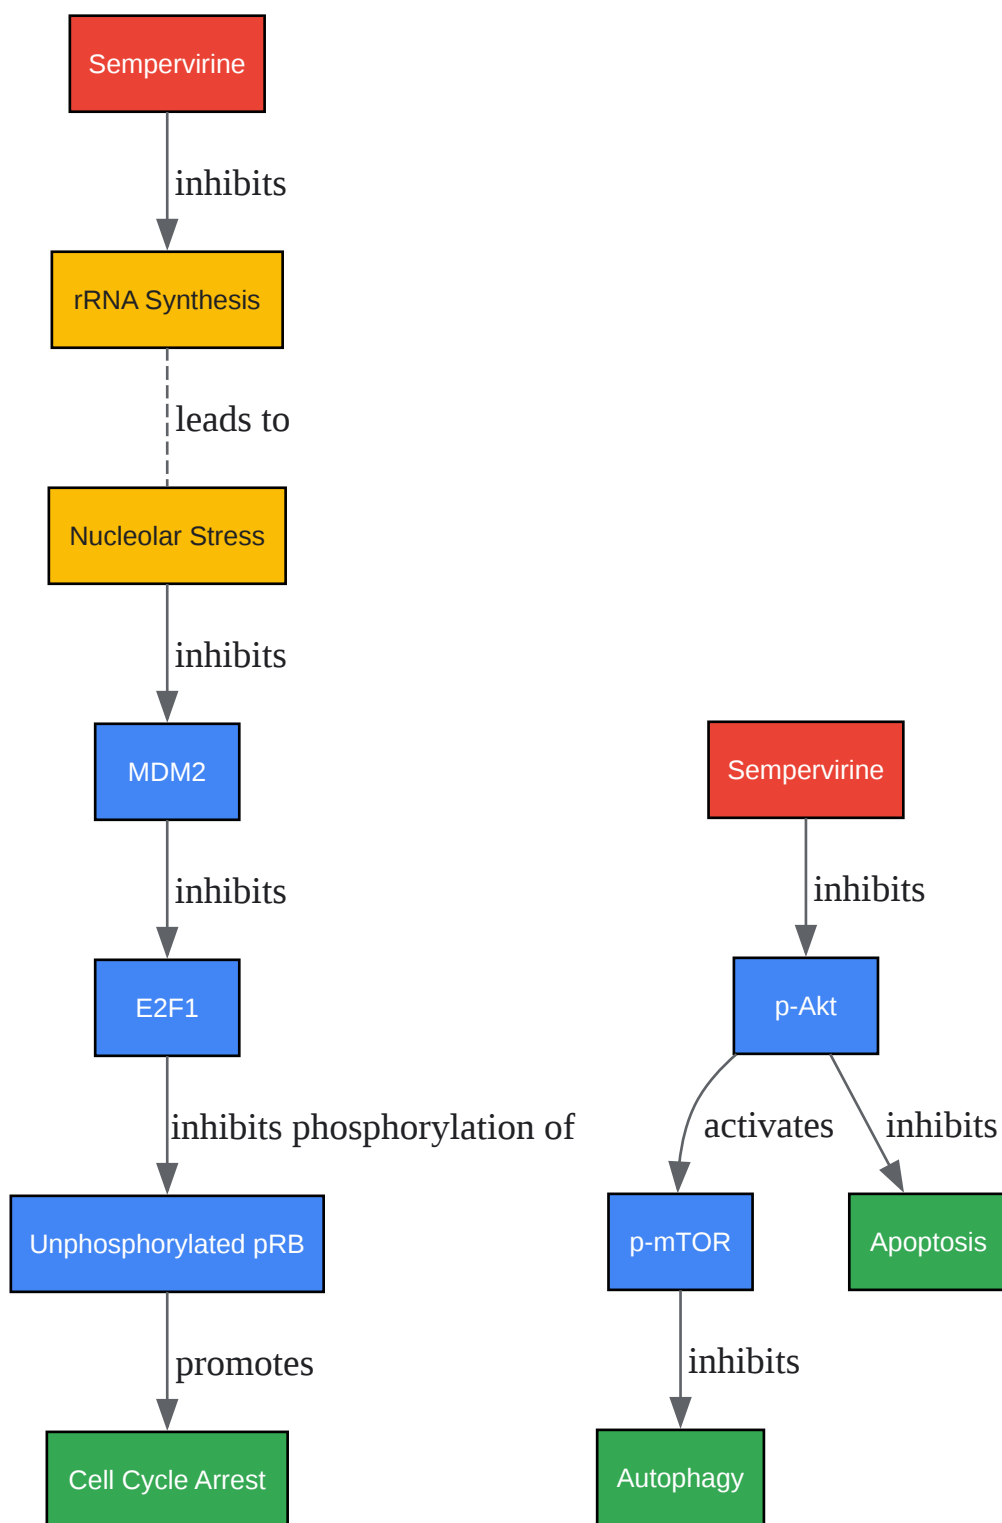 Sempervirine
inhibits
rRNA Synthesis
leads to
Nucleolar Stress
inhibits
MDM2
inhibits
E2F1
inhibits phosphorylation of
Unphosphorylated pRB
promotes
Cell Cycle Arrest
Sempervirine
inhibits
p-Akt
activates
inhibits
p-mTOR
Apoptosis
inhibits
Autophagy